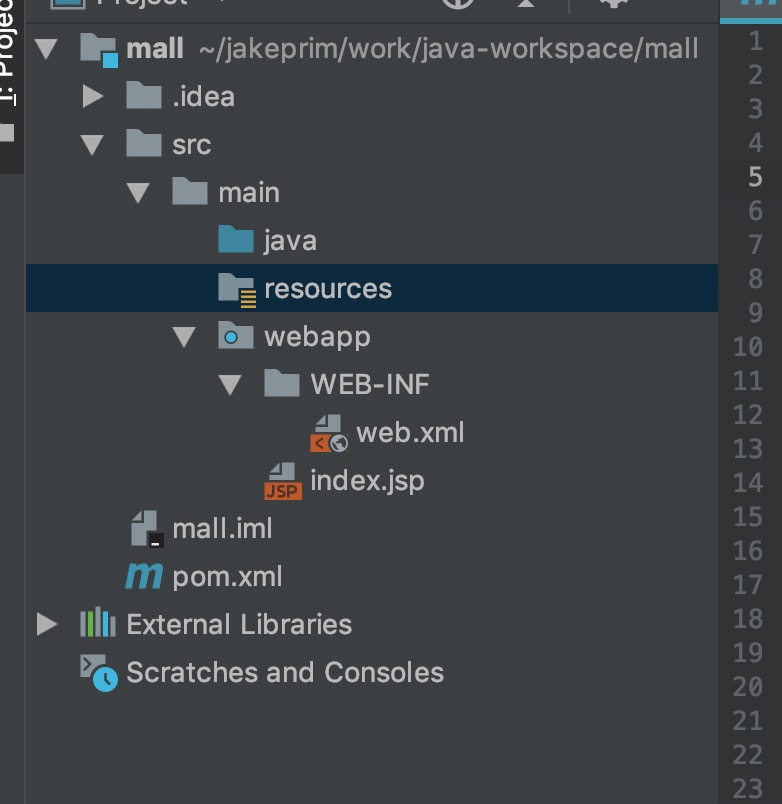 Project
1: Project
mall ~/jakeprim/work/java-workspace/mall
.idea
src
main
java
resources
webapp
WEB-INF
web.xml
index.jsp
JSP
mall.iml
m pom.xml
External Libraries
Scratches and Consoles
1
2
3
4
5
6
7
8
9
10
11
12
13
14
15
16
17
18
19
20
21
22
23